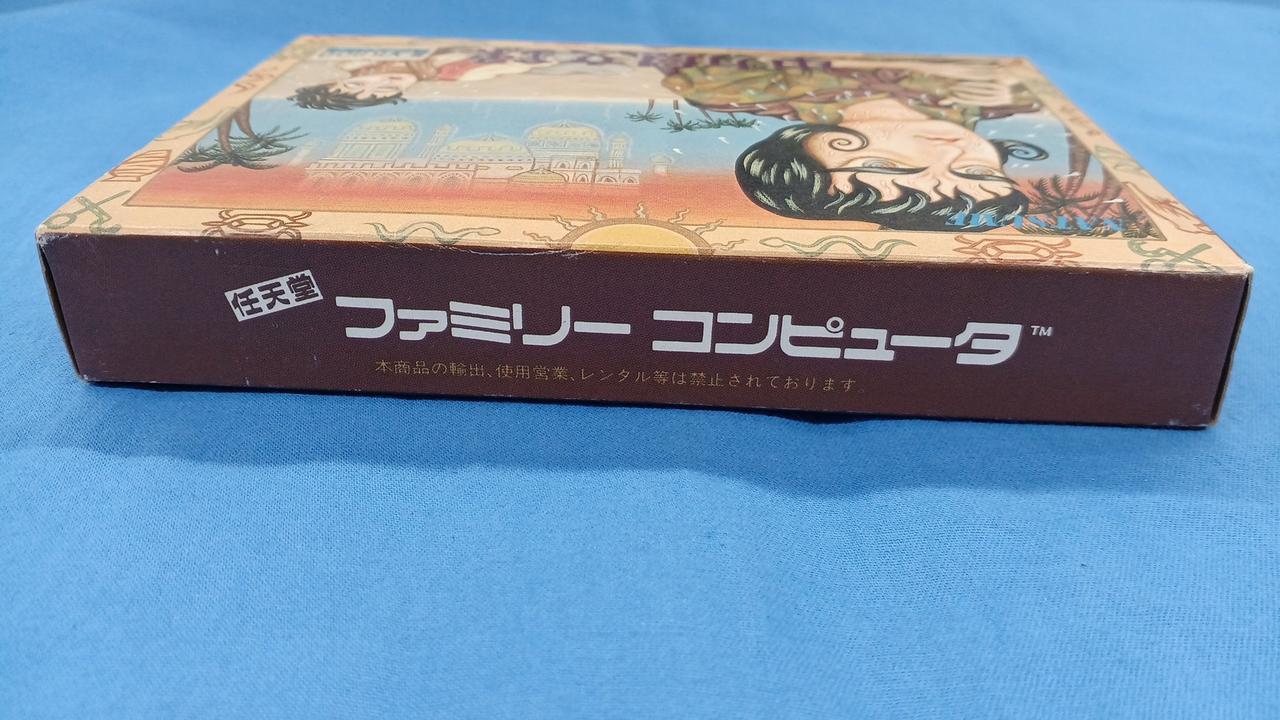 任天堂
ファミリー コンピュータ™
本商品の輸出、使用営業、レンタル等は禁止されております。